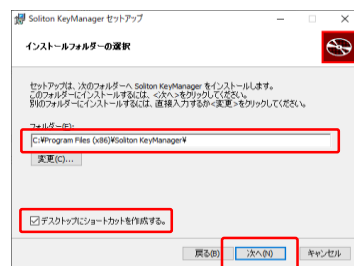 Soliton KeyManager セットアップ
インストールフォルダーの選択
セットアップは、次のフォルダーへ Soliton KeyManager をインストールします。
このフォルダーにインストールするには、<次へ>をクリックしてください。
別のフォルダーにインストールするには、直接入力するか<変更>をクリックしてください。
フォルダー(F):
C:¥Program Files (x86)¥Soliton KeyManager¥
変更(C)...
デスクトップにショートカットを作成する。
戻る(B) 次へ(N) キャンセル